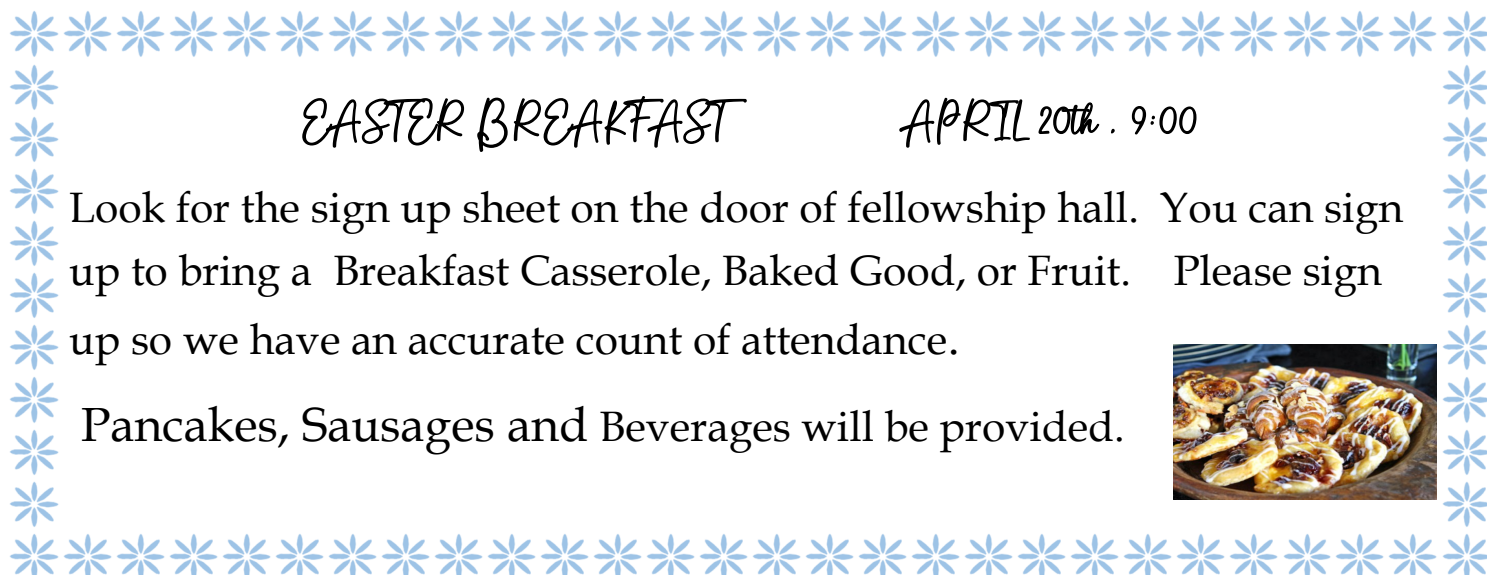 EASTER BREAKFAST APRIL 20th . 9:00
Look for the sign up sheet on the door of fellowship hall. You can sign
up to bring a Breakfast Casserole, Baked Good, or Fruit. Please sign
up so we have an accurate count of attendance.
Pancakes, Sausages and Beverages will be provided.